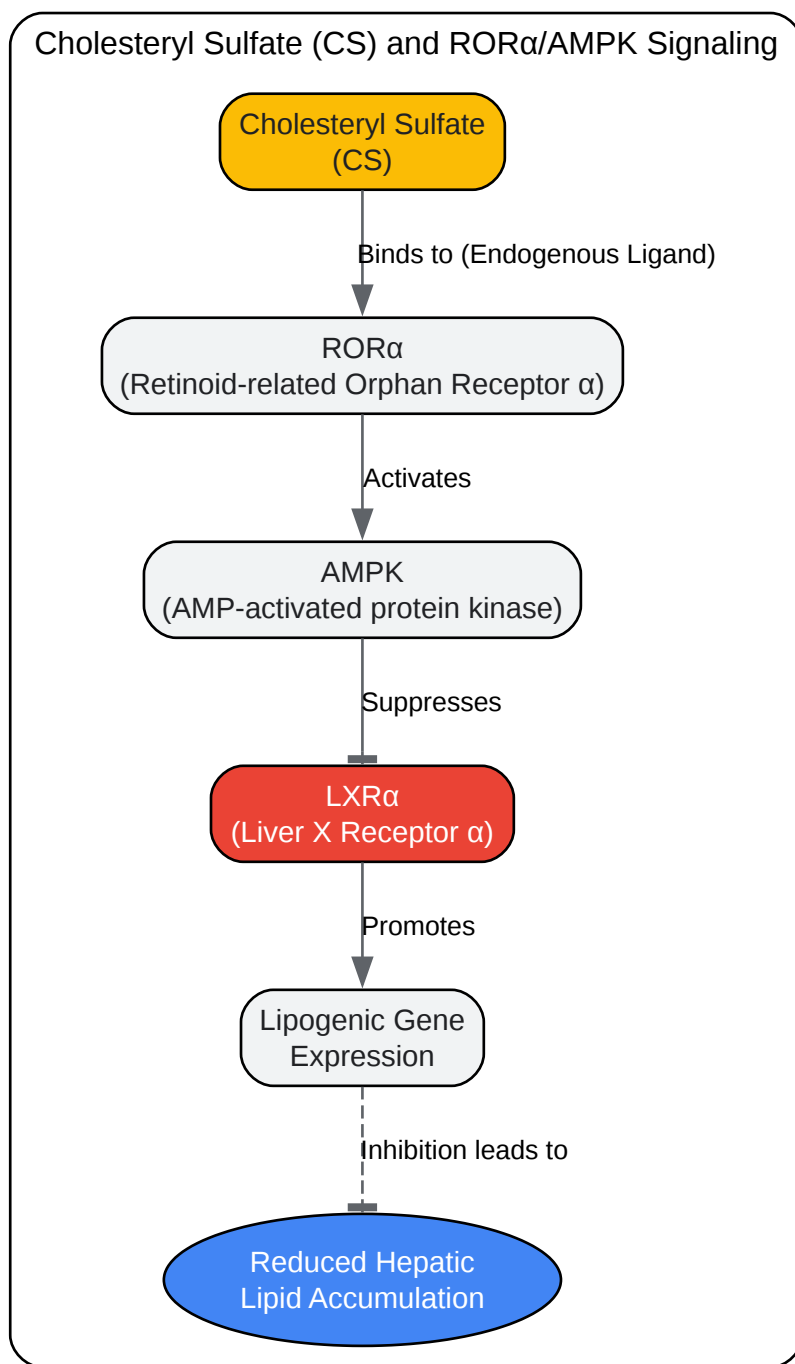 Cholesteryl Sulfate (CS) and RORα/AMPK Signaling
Cholesteryl Sulfate
(CS)
Binds to (Endogenous Ligand)
RORα
(Retinoid-related Orphan Receptor α)
Activates
AMPK
(AMP-activated protein kinase)
Suppresses
LXRα
(Liver X Receptor α)
Promotes
Lipogenic Gene
Expression
Inhibition leads to
Reduced Hepatic
Lipid Accumulation